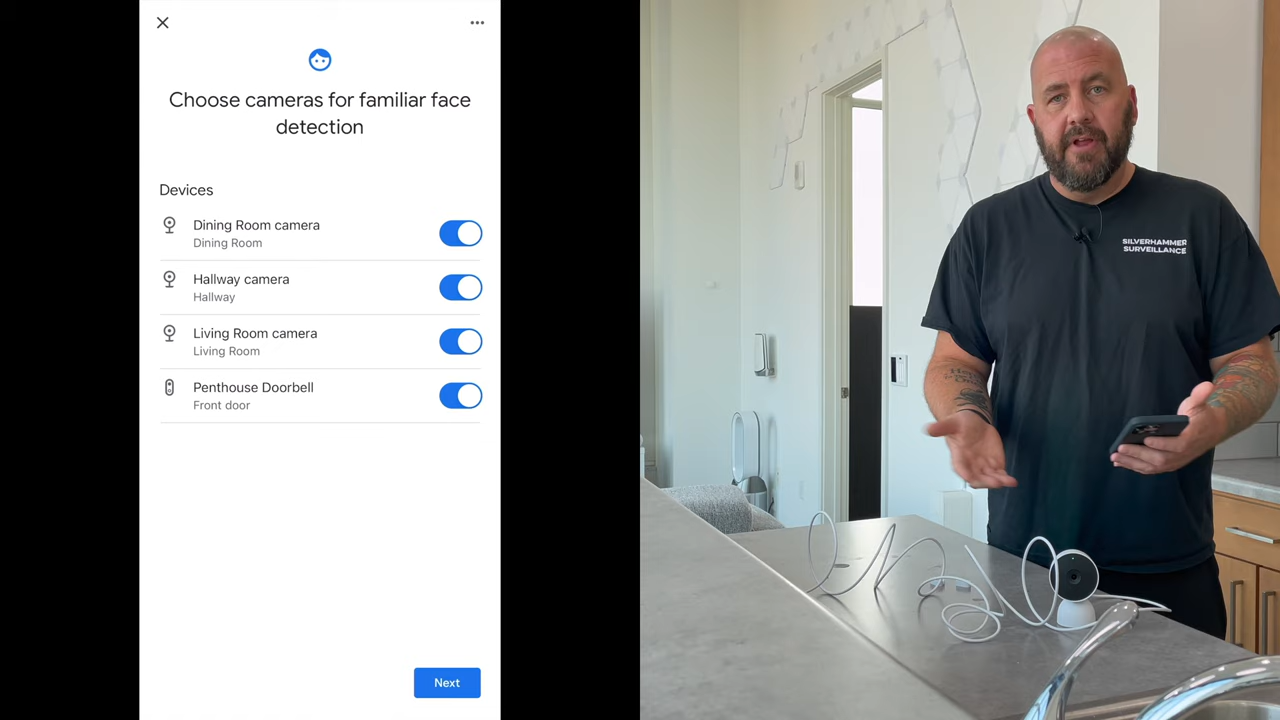 Choose cameras for familiar face
detection
Devices
Dining Room camera
Dining Room
Hallway camera
Hallway
Living Room camera
Living Room
Penthouse Doorbell
Front door
Next
SILVERHAMMER
SURVEILLANCE